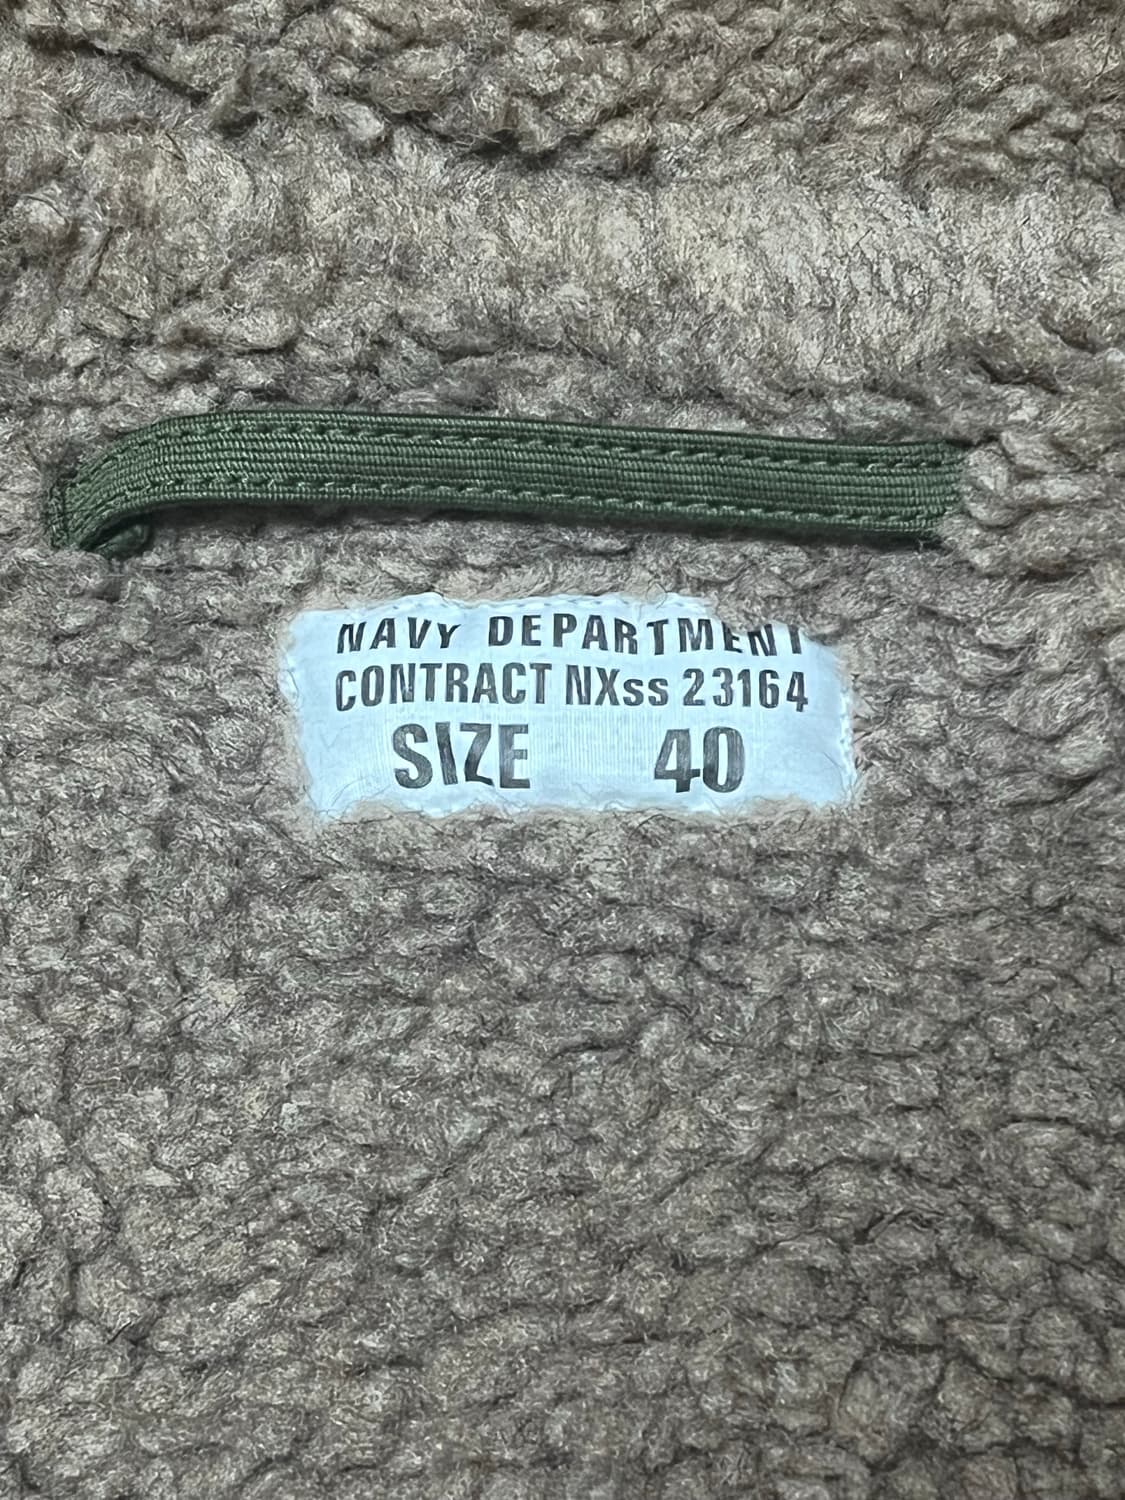 NAVY DEPARTMENT
CONTRACT NXss 23164
SIZE 40